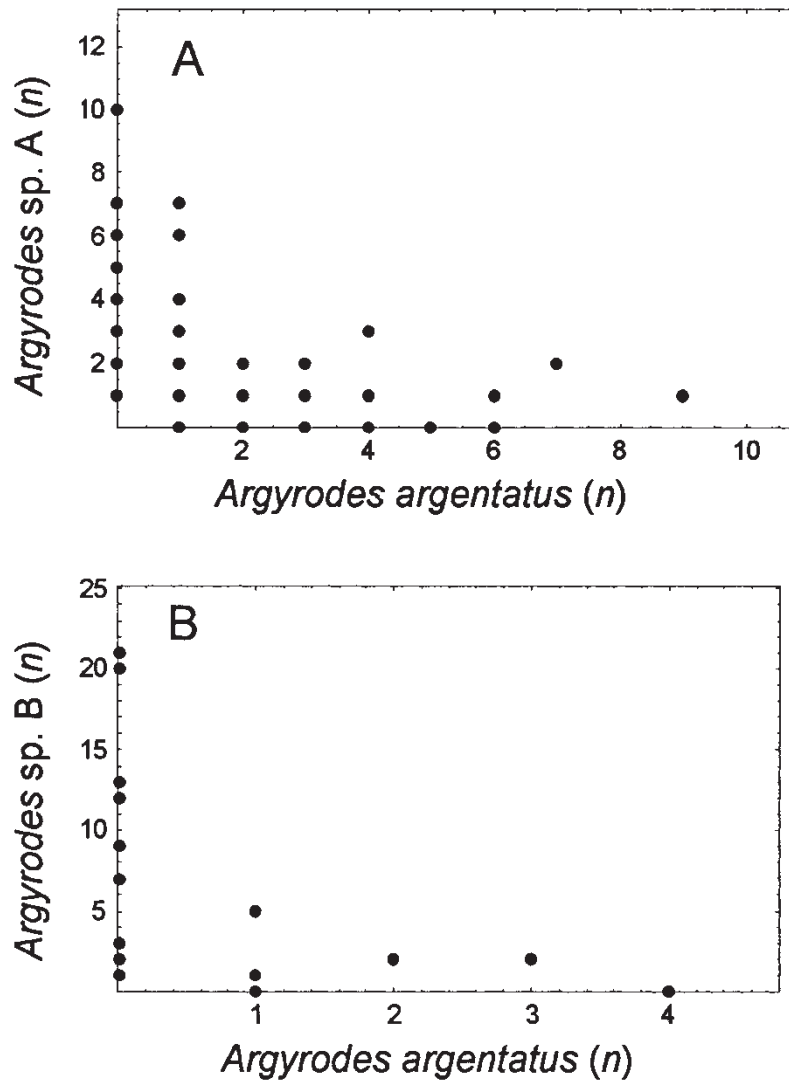 A
Argyrodes sp. A (n)
12
10
8
6
4
2
2 4 6 8 10
Argyrodes argentatus (n)
B
Argyrodes sp. B (n)
25
20
15
10
5
1 2 3 4
Argyrodes argentatus (n)